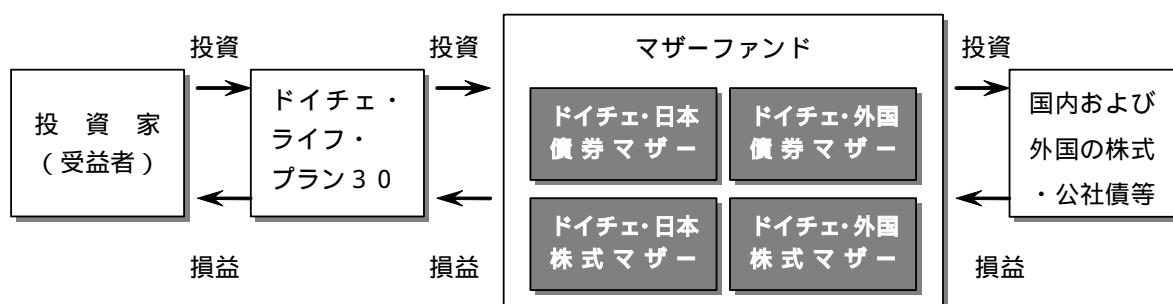 投資
投資
マザーファンド
投資
投　資　家
（受益者）
ドイチェ・
ライフ・
プラン３０
ドイチェ・日本
債券マザー
ドイチェ・外国
債券マザー
ドイチェ・日本
株式マザー
ドイチェ・外国
株式マザー
国内および
外国の株式
・公社債等
損益
損益
損益